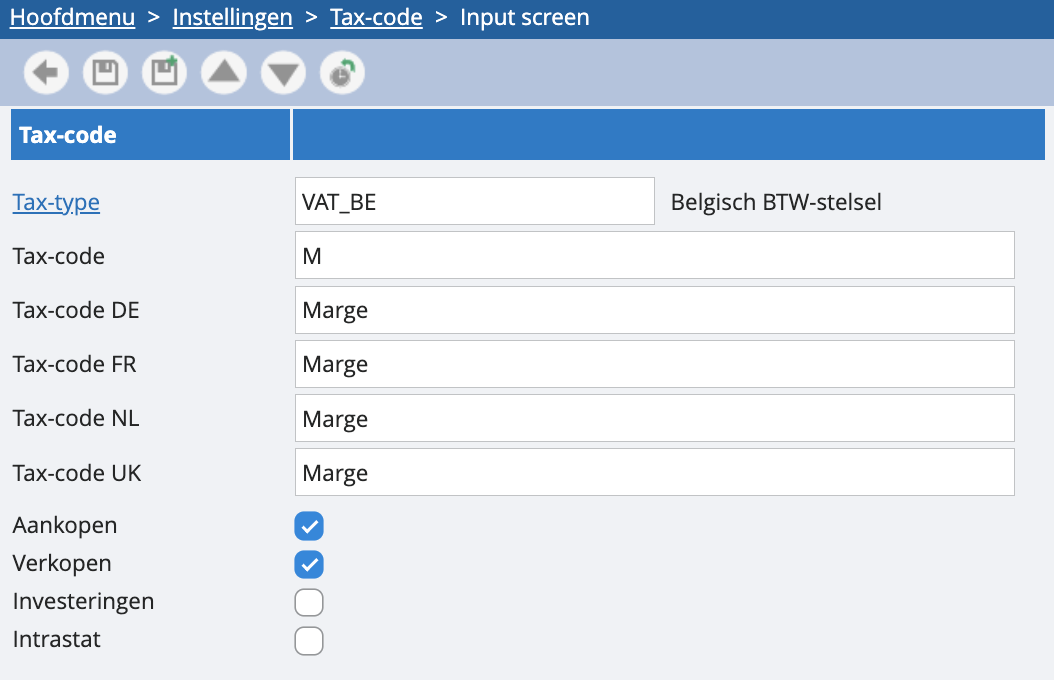 Hoofdmenu > Instellingen > Tax-code > Input screen
Tax-code
Tax-type VAT_BE Belgisch BTW-stelsel
Tax-code M
Tax-code DE Marge
Tax-code FR Marge
Tax-code NL Marge
Tax-code UK Marge
Aankopen
Verkopen
Investeringen
Intrastat